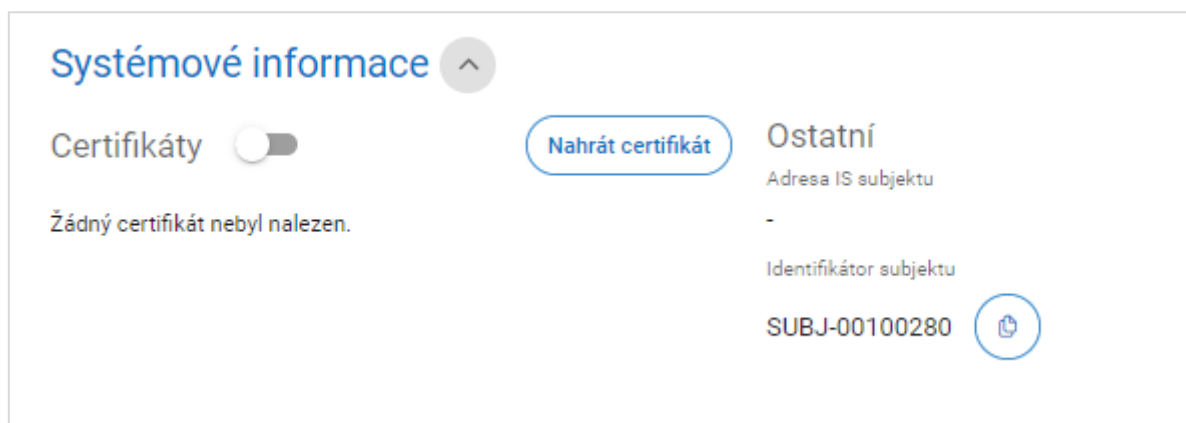 Systémové informace
Certifikáty
Nahrát certifikát
Žádný certifikát nebyl nalezen.
Ostatní
Adresa IS subjektu
-
Identifikátor subjektu
SUBJ-00100280